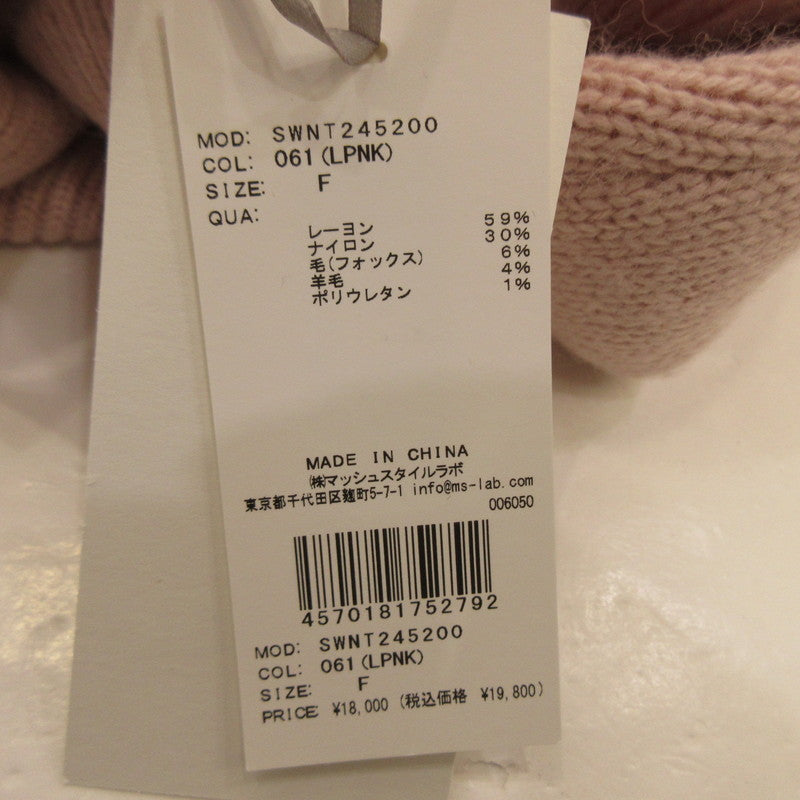 MOD: SWNT245200
COL: 061(LPNK)
SIZE: F
QUA:
レーヨン 59%
ナイロン 30%
毛(フォックス) 6%
羊毛 4%
ポリウレタン 1%
MADE IN CHINA
㈱マッシュスタイルラボ
東京都千代田区麹町5-7-1 info@ms-lab.com
006050
4570181752792
MOD: SWNT245200
COL: 061(LPNK)
SIZE: F
PRICE: ¥18,000 (税込価格 ¥19,800)